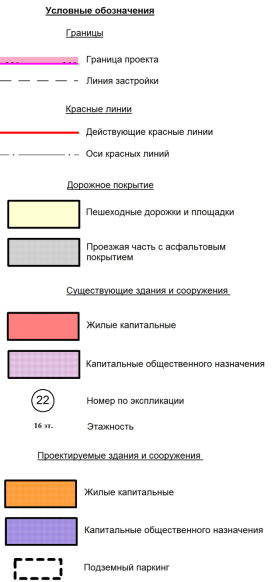 Условные обозначения
Границы
Граница проекта
Линия застройки
Красные линии
Действующие красные линии
Оси красных линий
Дорожное покрытие
Пешеходные дорожки и площадки
Проезжая часть с асфальтовым
покрытием
Существующие здания и сооружения
Жилые капитальные
Капитальные общественного назначения
22 Номер по экспликации
16 эт. Этажность
Проектируемые здания и сооружения
Жилые капитальные
Капитальные общественного назначения
Подземный паркинг